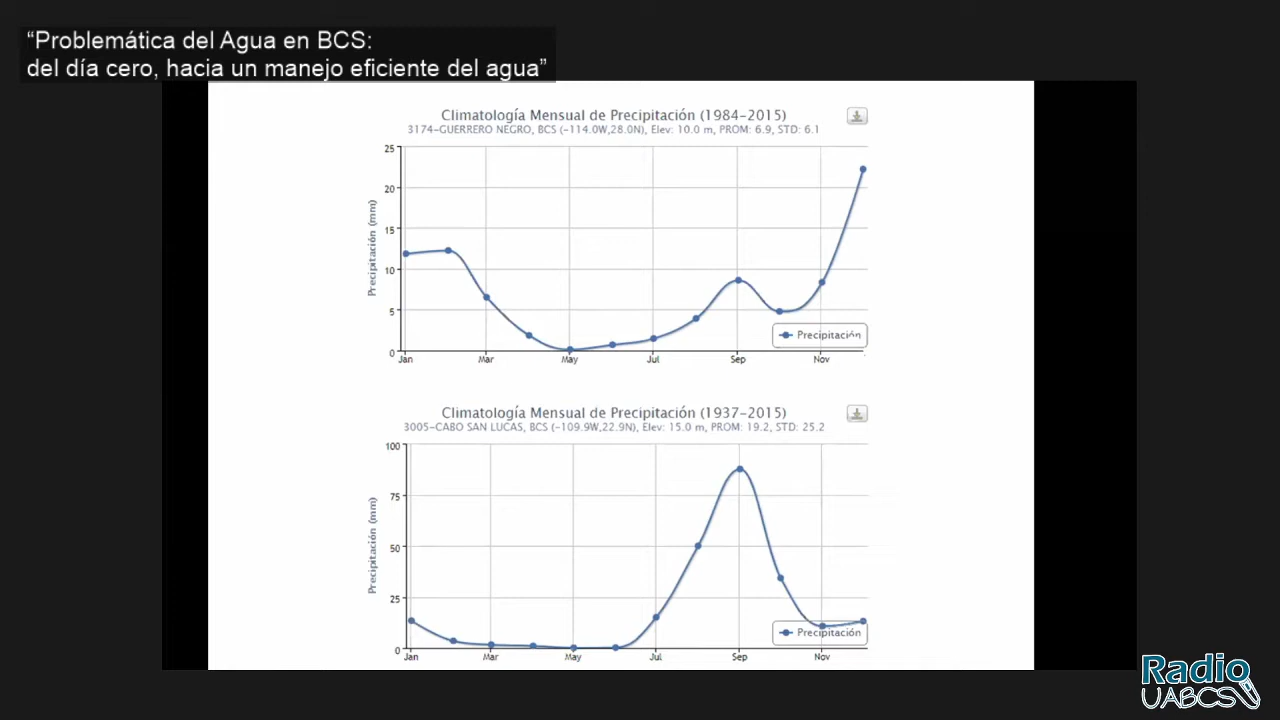 “Problemática del Agua en BCS:
del día cero, hacia un manejo eficiente del agua”
Climatología Mensual de Precipitación (1984-2015)
3174-GUERRERO NEGRO, BCS (-114.0W,28.0N), Elev: 10.0 m, PROM: 6.9, STD: 6.1
Precipitación (mm)
25
20
15
10
5
0
Jan Mar May Jul Sep Nov
Precipitación
Climatología Mensual de Precipitación (1937-2015)
3005-CABO SAN LUCAS, BCS (-109.9W,22.9N), Elev: 15.0 m, PROM: 19.2, STD: 25.2
Precipitación (mm)
100
75
50
25
0
Jan Mar May Jul Sep Nov
Precipitación
Radio
UABCS